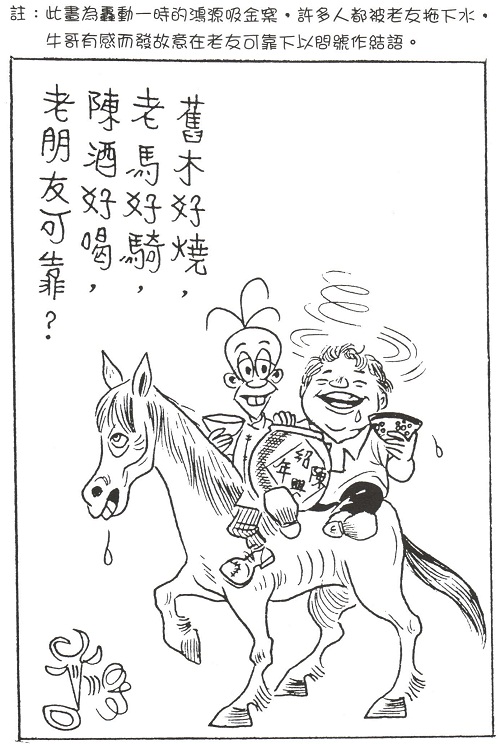 註：此畫為轟動一時的鴻源吸金案，許多人都被老友拖下水，
牛哥有感而發故意在老友可靠下以問號作結語。
舊木好燒，
老馬好騎，
陳酒好喝，
老朋友可靠？
陳
年
紹
興